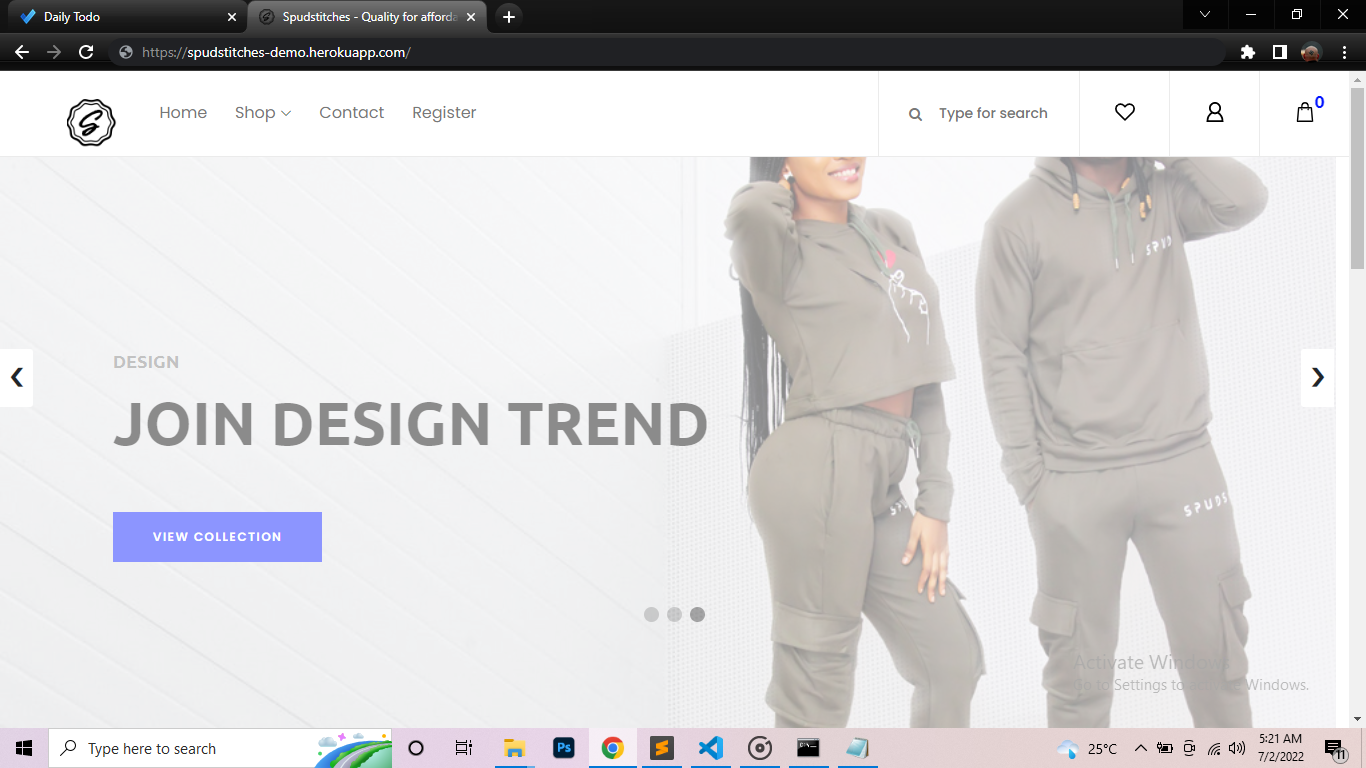 Daily Todo
Spudstitches - Quality for afforda
https://spudstitches-demo.herokuapp.com/
Home Shop Contact Register
Type for search
0
SPUD
DESIGN
JOIN DESIGN TREND
VIEW COLLECTION
SPUDS
Activate Windows
Go to Settings to activate Windows.
Type here to search
Ps
25°C
5:21 AM
7/2/2022
11